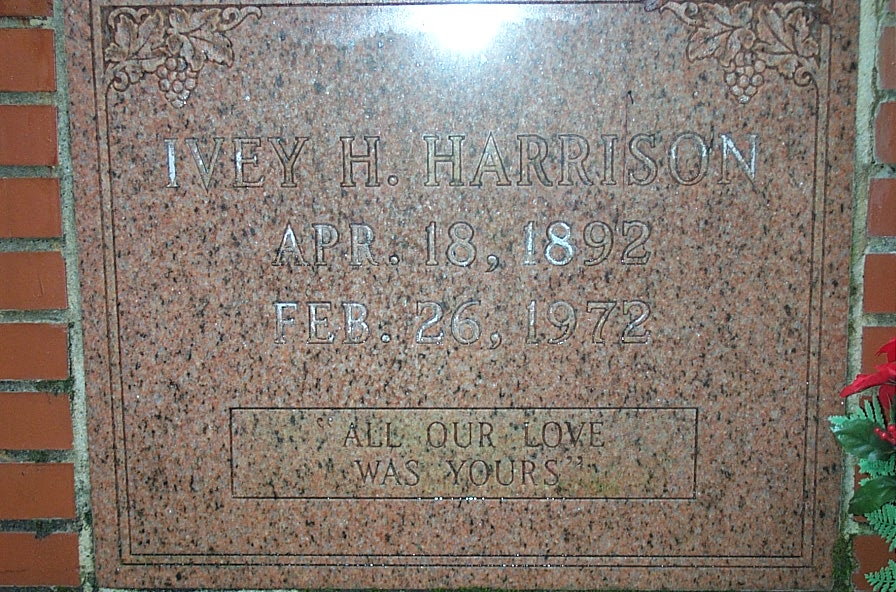 IVEY H. HARRISON
APR. 18, 1892
FEB. 26, 1972
"ALL OUR LOVE
WAS YOURS"